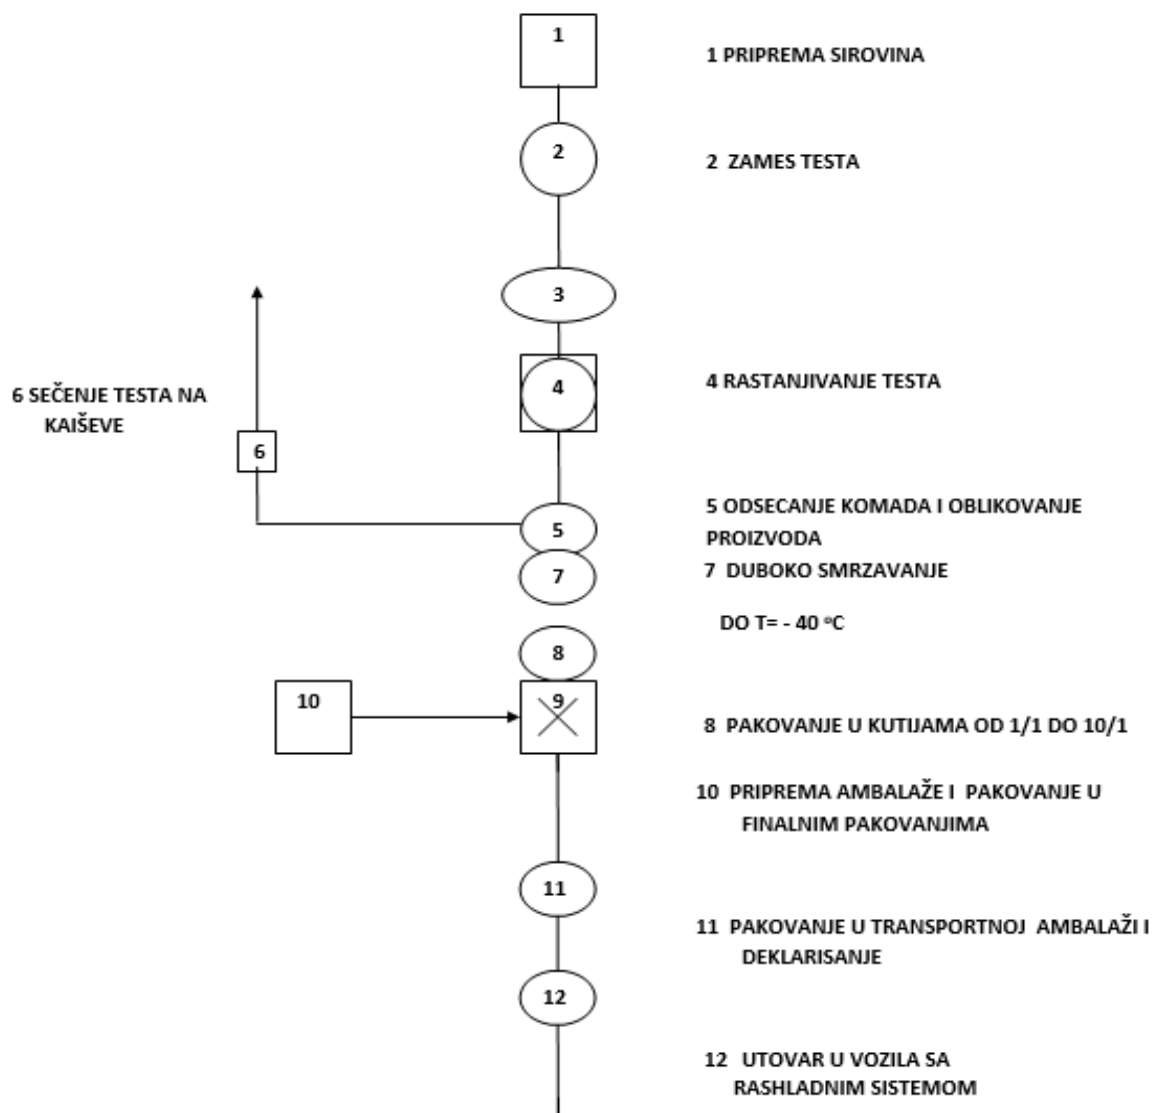 1
1 PRIPREMA SIROVINA
2
2 ZAMES TESTA
3
6 SEČENJE TESTA NA
KAIŠEVE
4
4 RASTANJIVANJE TESTA
6
5
5 ODSECANJE KOMADA I OBLIKOVANJE
PROIZVODA
7
7 DUBOKO SMRZAVANJE
DO T= - 40 °C
8
10
9
8 PAKOVANJE U KUTIJAMA OD 1/1 DO 10/1
10 PRIPREMA AMBALAŽE I PAKOVANJE U
FINALNIM PAKOVANJIMA
11
11 PAKOVANJE U TRANSPORTNOJ AMBALAŽI I
DEKLARISANJE
12
12 UTOVAR U VOZILA SA
RASHLADNIM SISTEMOM